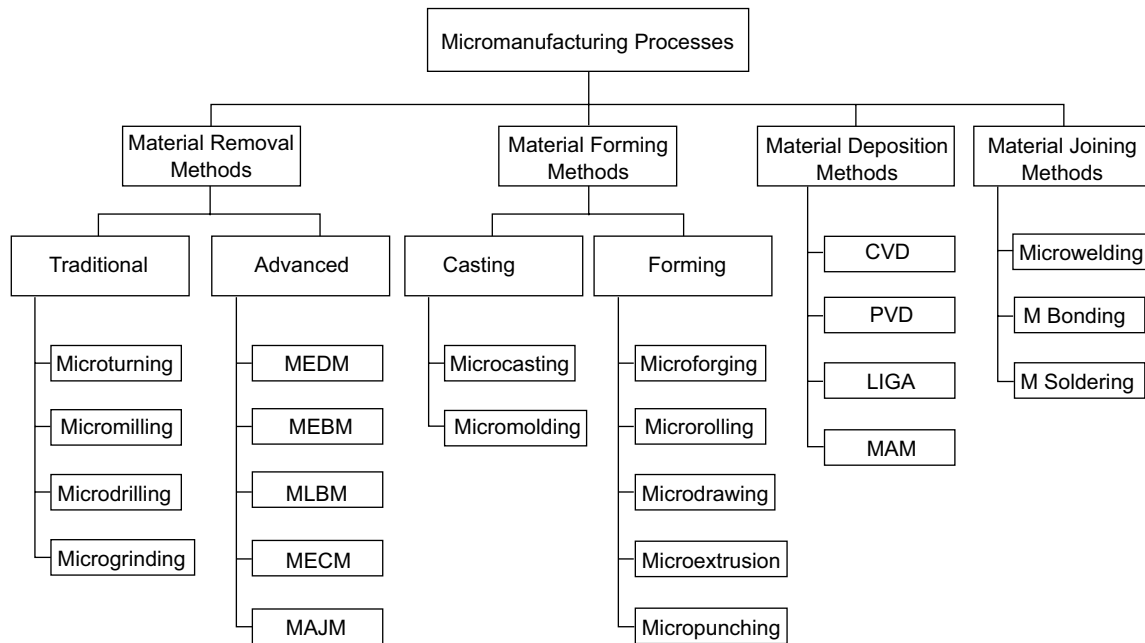 Micromanufacturing Processes
Material Removal
Methods
Material Forming
Methods
Material Deposition
Methods
Material Joining
Methods
Traditional
Advanced
Casting
Forming
Microturning
Micromilling
Microdrilling
Microgrinding
MEDM
MEBM
MLBM
MECM
MAJM
Microcasting
Micromolding
Microforging
Microrolling
Microdrawing
Microextrusion
Micropunching
CVD
PVD
LIGA
MAM
Microwelding
M Bonding
M Soldering